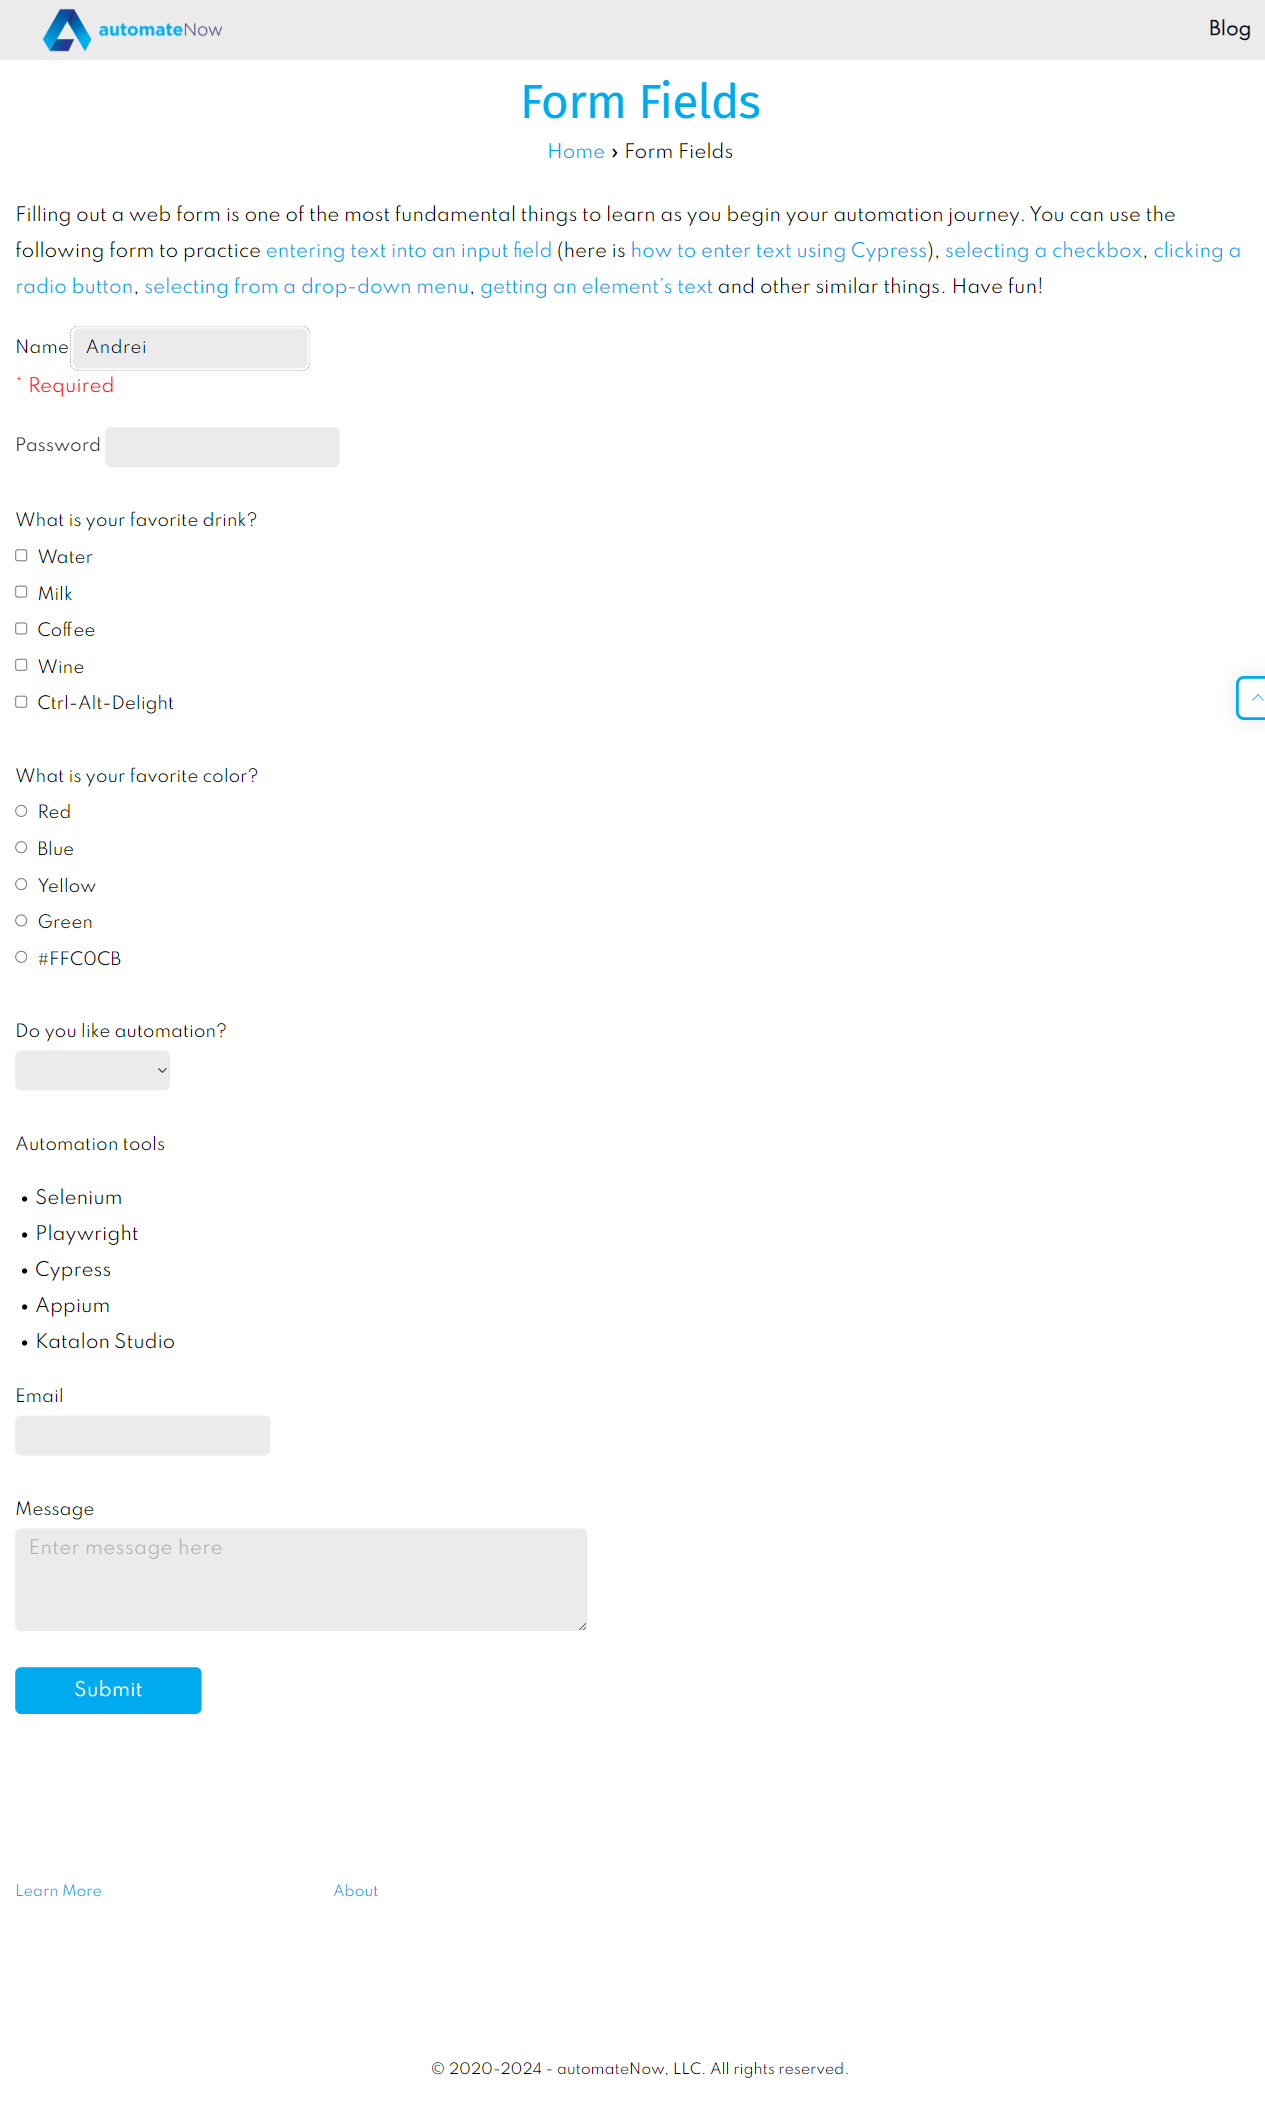 automateNow
Blog
Form Fields
Home › Form Fields
Filling out a web form is one of the most fundamental things to learn as you begin your automation journey. You can use the
following form to practice entering text into an input field (here is how to enter text using Cypress), selecting a checkbox, clicking a
radio button, selecting from a drop-down menu, getting an element's text and other similar things. Have fun!
Name Andrei
* Required
Password
What is your favorite drink?
Water
Milk
Coffee
Wine
Ctrl-Alt-Delight
What is your favorite color?
Red
Blue
Yellow
Green
#FFC0CB
Do you like automation?
Automation tools
• Selenium
• Playwright
• Cypress
• Appium
• Katalon Studio
Email
Message
Enter message here
Submit
Learn More About
© 2020-2024 - automateNow, LLC. All rights reserved.